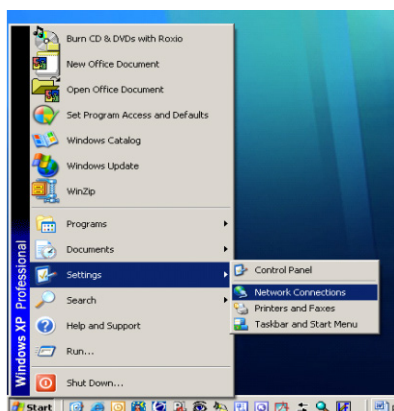 Burn CD & DVDs with Roxio
New Office Document
Open Office Document
Set Program Access and Defaults
Windows Catalog
Windows Update
WinZip
Programs
Documents
Settings
Search
Help and Support
Run...
Shut Down...
Windows XP Professional
Control Panel
Network Connections
Printers and Faxes
Taskbar and Start Menu
Start